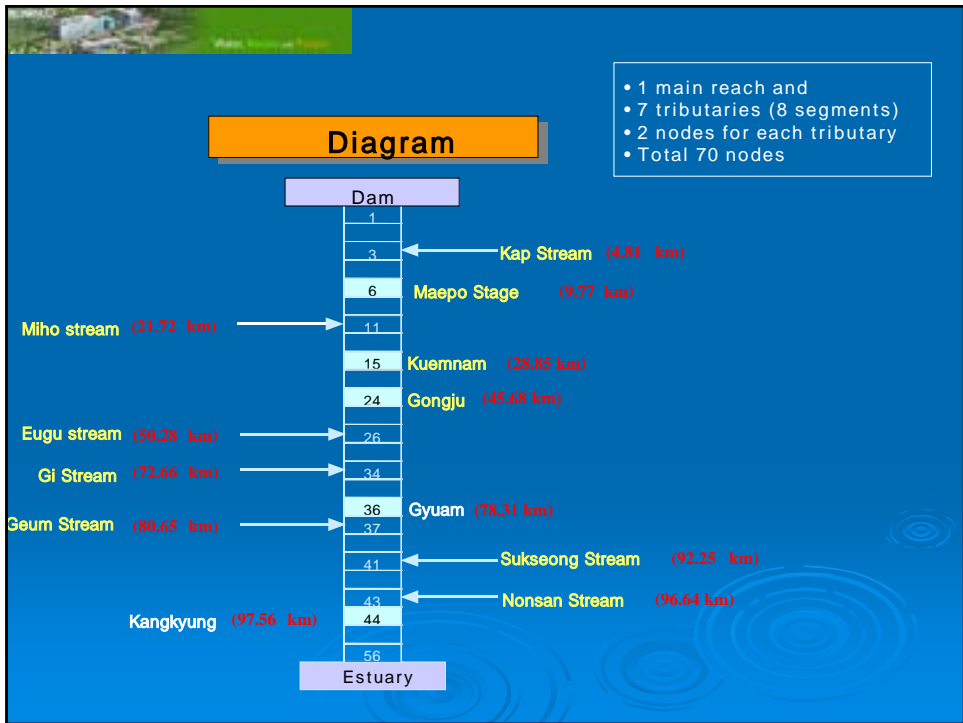 • 1 main reach and
• 7 tributaries (8 segments)
• 2 nodes for each tributary
• Total 70 nodes
Diagram
Dam
1
3
Kap Stream (4.81 km)
6
Maepo Stage (9.77 km)
Miho stream (21.72 km)
11
15
Kuemnam (28.85 km)
24
Gongju (45.68 km)
Eugu stream (50.28 km)
26
Gi Stream (72.66 km)
34
36
Gyuam (78.31 km)
Geum Stream (80.65 km)
37
41
Sukseong Stream (92.25 km)
43
Nonsan Stream (96.64 km)
Kangkyung (97.56 km)
44
56
Estuary